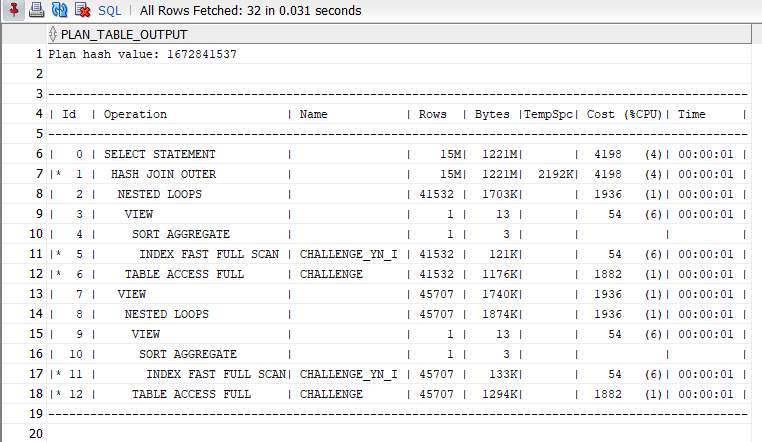 SQL | All Rows Fetched: 32 in 0.031 seconds
PLAN_TABLE_OUTPUT
1 Plan hash value: 1672841537
2
3 ----------------------------------------------------------------------------------------------------
4 | Id  | Operation                 | Name           | Rows  | Bytes |TempSpc| Cost (%CPU)| Time     |
5 ----------------------------------------------------------------------------------------------------
6 |   0 | SELECT STATEMENT          |                |    15M|  1221M|       |  4198   (4)| 00:00:01 |
7 |*  1 |  HASH JOIN OUTER          |                |    15M|  1221M|  2192K|  4198   (4)| 00:00:01 |
8 |   2 |   NESTED LOOPS            |                | 41532 |  1703K|       |  1936   (1)| 00:00:01 |
9 |   3 |    VIEW                   |                |     1 |    13 |       |    54   (6)| 00:00:01 |
10 |   4 |     SORT AGGREGATE        |                |     1 |     3 |       |            |          |
11 |*  5 |      INDEX FAST FULL SCAN | CHALLENGE_YN_I | 41532 |   121K|       |    54   (6)| 00:00:01 |
12 |*  6 |    TABLE ACCESS FULL      | CHALLENGE      | 41532 |  1176K|       |  1882   (1)| 00:00:01 |
13 |   7 |   VIEW                    |                | 45707 |  1740K|       |  1936   (1)| 00:00:01 |
14 |   8 |    NESTED LOOPS           |                | 45707 |  1874K|       |  1936   (1)| 00:00:01 |
15 |   9 |     VIEW                  |                |     1 |    13 |       |    54   (6)| 00:00:01 |
16 |  10 |      SORT AGGREGATE       |                |     1 |     3 |       |            |          |
17 |* 11 |       INDEX FAST FULL SCAN| CHALLENGE_YN_I | 45707 |   133K|       |    54   (6)| 00:00:01 |
18 |* 12 |     TABLE ACCESS FULL     | CHALLENGE      | 45707 |  1294K|       |  1882   (1)| 00:00:01 |
19 ----------------------------------------------------------------------------------------------------
20